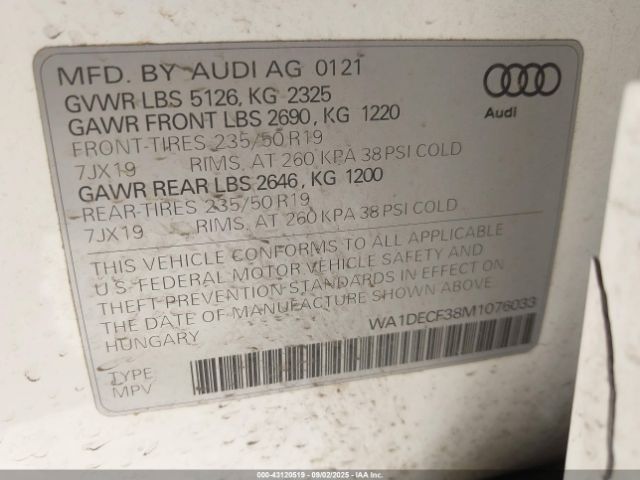 MFD. BY AUDI AG 0121
GVWR LBS 5126, KG 2325
GAWR FRONT LBS 2690, KG 1220
FRONT-TIRES 235/50 R19
7JX19 RIMS, AT 260 KPA 38 PSI COLD
GAWR REAR LBS 2646, KG 1200
REAR-TIRES 235/50 R19
7JX19 RIMS, AT 260 KPA 38 PSI COLD
THIS VEHICLE CONFORMS TO ALL APPLICABLE
U.S. FEDERAL MOTOR VEHICLE SAFETY AND
THEFT PREVENTION STANDARDS IN EFFECT ON
THE DATE OF MANUFACTURE SHOWN ABOVE.
HUNGARY
WA1DECF38M1076033
TYPE
MPV
Audi
000-43120519 - 09/02/2025 - IAA Inc.